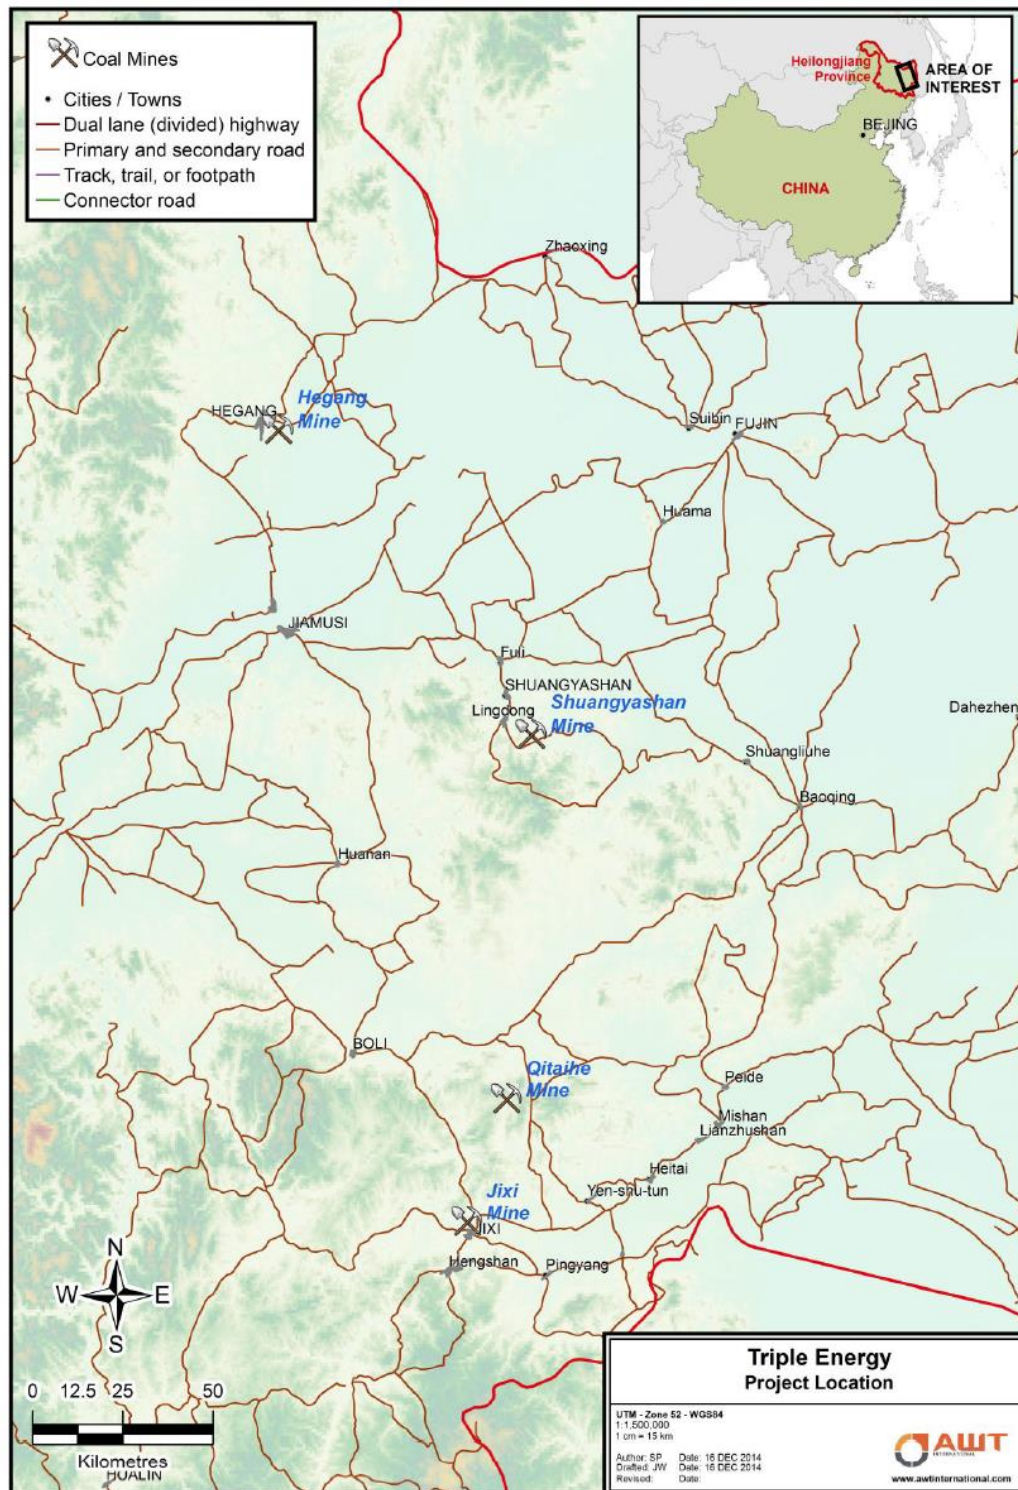 Coal Mines
Cities / Towns
Dual lane (divided) highway
Primary and secondary road
Track, trail, or footpath
Connector road
Heilongjiang
Province
AREA OF
INTEREST
BEJING
CHINA
Zhaoxing
HEGANG
Hegang
Mine
Suibin
FUJIN
Huama
JIAMUSI
Fuli
SHUANGYASHAN
Lingdong
Shuangyashan
Mine
Dahezhen
Shuangliuhe
Baoqing
Huanan
BOLI
Qitaihe
Mine
Peide
Mishan
Lianzhushan
Heitai
Yen-shu-tun
Jixi
Mine
JIXI
Hengshan
Pingyang
N
W E
S
0 12.5 25 50
Kilometres
HUALIN
Triple Energy
Project Location
UTM - Zone 52 - WGS84
1:1,500,000
1 cm = 15 km
Author: SP Date: 16 DEC 2014
Drafted: JW Date: 16 DEC 2014
Revised: Date:
AWT
INTERNATIONAL
www.awtinternational.com